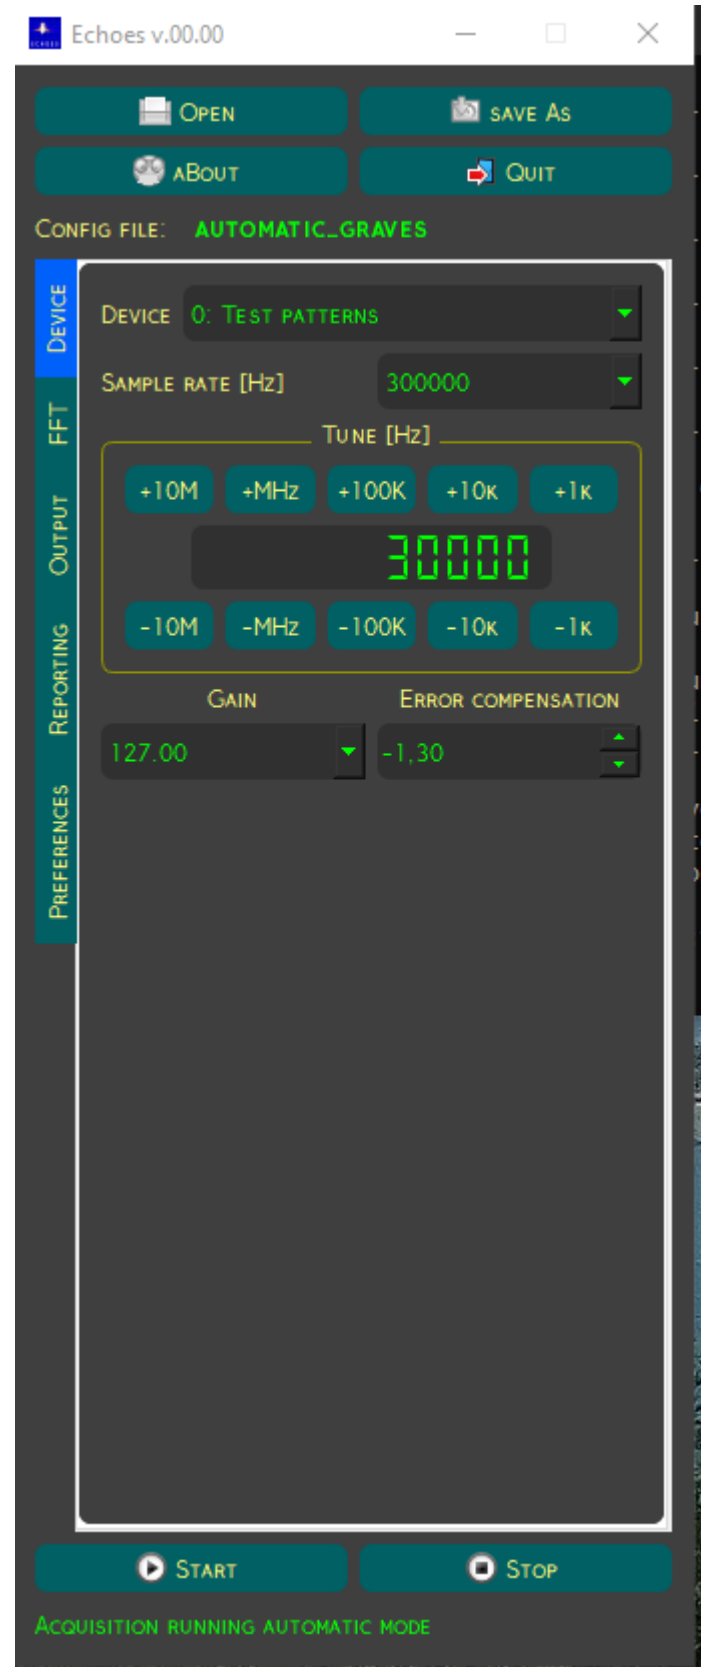 Echoes v.00.00
OPEN SAVE AS
ABOUT QUIT
CONFIG FILE: AUTOMATIC_GRAVES
DEVICE
FFT
OUTPUT
REPORTING
PREFERENCES
DEVICE 0: TEST PATTERNS
SAMPLE RATE [HZ] 300000
TUNE [HZ]
+10M +MHZ +100K +10K +1K
30000
-10M -MHZ -100K -10K -1K
GAIN ERROR COMPENSATION
127.00 -1,30
START STOP
ACQUISITION RUNNING AUTOMATIC MODE